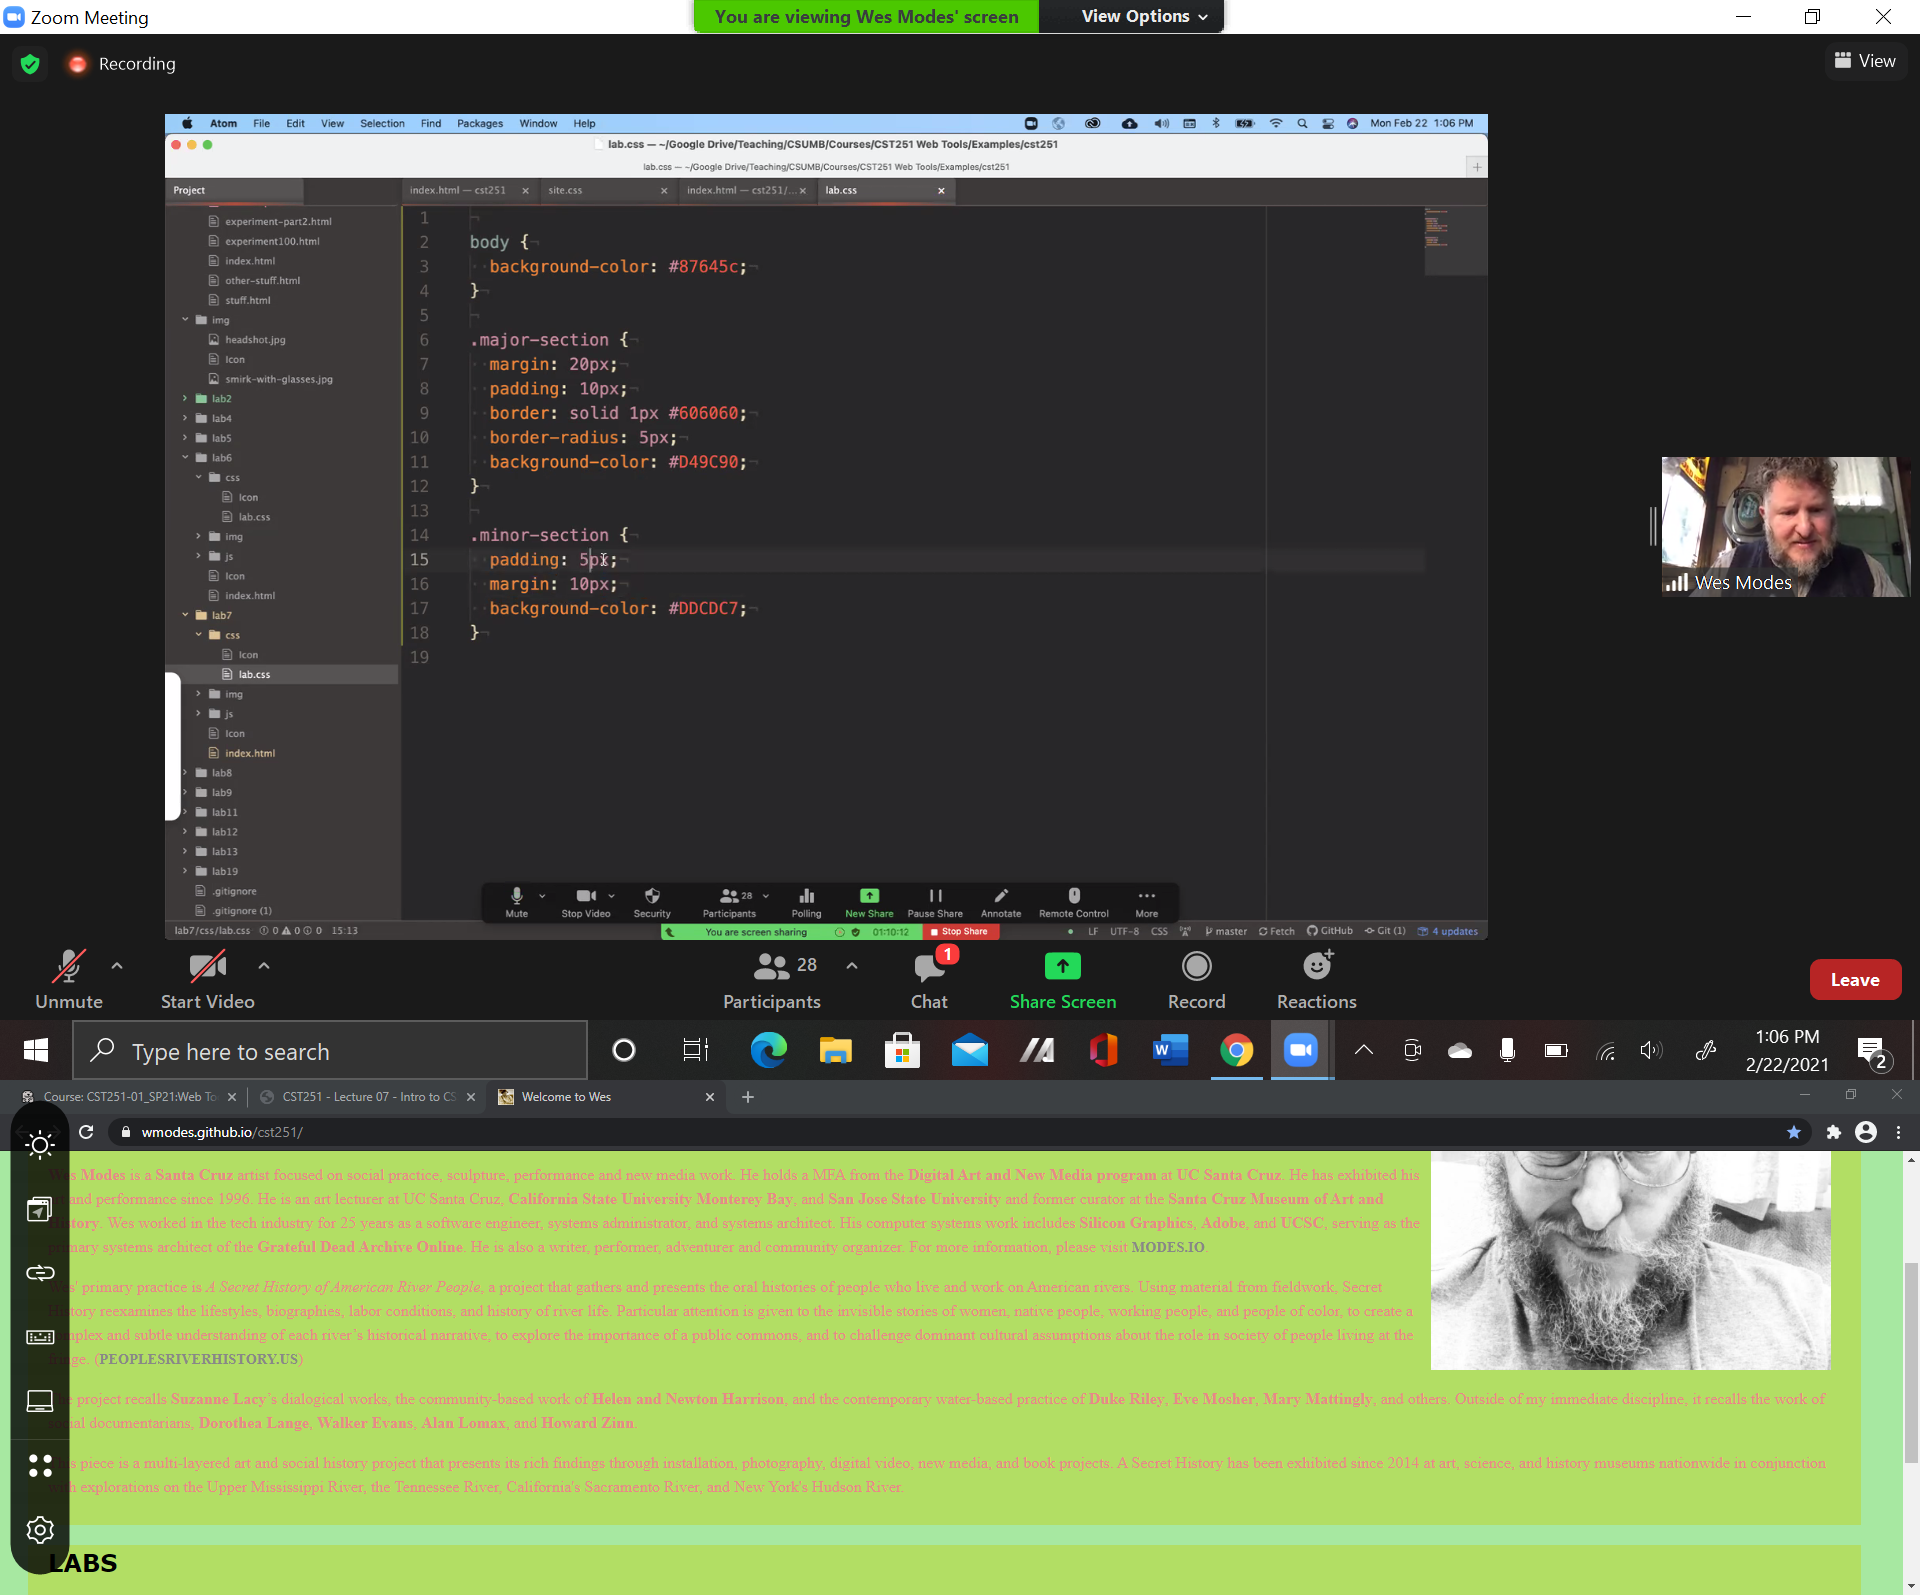 Zoom Meeting
You are viewing Wes Modes' screen
View Options
Recording
View
Atom File Edit View Selection Find Packages Window Help
Mon Feb 22 1:06 PM
lab.css — ~/Google Drive/Teaching/CSUMB/Courses/CST251 Web Tools/Examples/cst251
lab.css — ~/Google Drive/Teaching/CSUMB/Courses/CST251 Web Tools/Examples/cst251
Project
index.html — cst251
site.css
index.html — cst251/...
lab.css
experiment-part2.html
experiment100.html
index.html
other-stuff.html
stuff.html
img
headshot.jpg
Icon
smirk-with-glasses.jpg
lab2
lab4
lab5
lab6
css
Icon
lab.css
img
js
Icon
index.html
lab7
css
Icon
lab.css
img
js
Icon
index.html
lab8
lab9
lab11
lab12
lab13
lab19
.gitignore
.gitignore (1)
1
2 body {
3 background-color: #87645c;
4 }
5
6 .major-section {
7 margin: 20px;
8 padding: 10px;
9 border: solid 1px #606060;
10 border-radius: 5px;
11 background-color: #D49C90;
12 }
13
14 .minor-section {
15 padding: 5px;
16 margin: 10px;
17 background-color: #DDCDC7;
18 }
19
Wes Modes
Mute
Stop Video
Security
28
Participants
Polling
New Share
Pause Share
Annotate
Remote Control
More
lab7/css/lab.css 0 0 0 15:13
You are screen sharing
01:10:12
Stop Share
LF UTF-8 CSS master Fetch GitHub Git (1) 4 updates
Unmute
Start Video
28
Participants
1
Chat
Share Screen
Record
Reactions
Leave
Type here to search
1:06 PM
2/22/2021
2
Course: CST251-01_SP21:Web To
CST251 - Lecture 07 - Intro to CS
Welcome to Wes
wmodes.github.io/cst251/
Modes is a Santa Cruz artist focused on social practice, sculpture, performance and new media work. He holds a MFA from the Digital Art and New Media program at UC Santa Cruz. He has exhibited his
and performance since 1996. He is an art lecturer at UC Santa Cruz, California State University Monterey Bay, and San Jose State University and former curator at the Santa Cruz Museum of Art and
story. Wes worked in the tech industry for 25 years as a software engineer, systems administrator, and systems architect. His computer systems work includes Silicon Graphics, Adobe, and UCSC, serving as the
mary systems architect of the Grateful Dead Archive Online. He is also a writer, performer, adventurer and community organizer. For more information, please visit MODES.IO.
es' primary practice is A Secret History of American River People, a project that gathers and presents the oral histories of people who live and work on American rivers. Using material from fieldwork, Secret
tory reexamines the lifestyles, biographies, labor conditions, and history of river life. Particular attention is given to the invisible stories of women, native people, working people, and people of color, to create a
mplex and subtle understanding of each river's historical narrative, to explore the importance of a public commons, and to challenge dominant cultural assumptions about the role in society of people living at the
ge. (PEOPLESRIVERHISTORY.US)
e project recalls Suzanne Lacy's dialogical works, the community-based work of Helen and Newton Harrison, and the contemporary water-based practice of Duke Riley, Eve Mosher, Mary Mattingly, and others. Outside of my immediate discipline, it recalls the work of
ial documentarians, Dorothea Lange, Walker Evans, Alan Lomax, and Howard Zinn.
s piece is a multi-layered art and social history project that presents its rich findings through installation, photography, digital video, new media, and book projects. A Secret History has been exhibited since 2014 at art, science, and history museums nationwide in conjunction
h explorations on the Upper Mississippi River, the Tennessee River, California's Sacramento River, and New York's Hudson River.
LABS